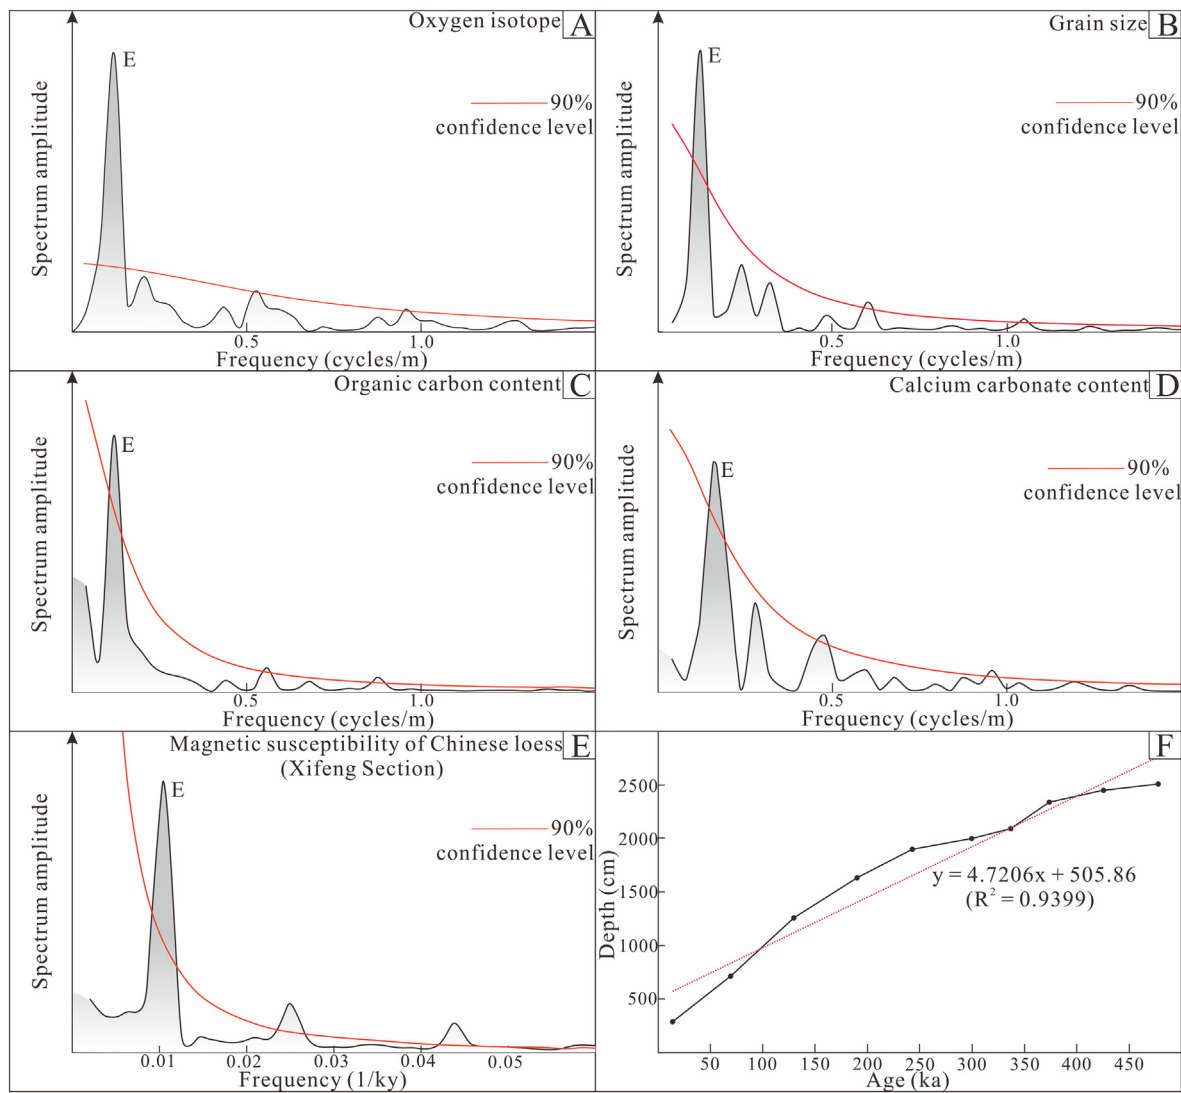 Oxygen isotope A
E
90%
confidence level
Spectrum amplitude
0.5 1.0
Frequency (cycles/m)
Grain size B
E
90%
confidence level
Spectrum amplitude
0.5 1.0
Frequency (cycles/m)
Organic carbon content C
E
90%
confidence level
Spectrum amplitude
0.5 1.0
Frequency (cycles/m)
Calcium carbonate content D
E
90%
confidence level
Spectrum amplitude
0.5 1.0
Frequency (cycles/m)
Magnetic susceptibility of Chinese loess E
(Xifeng Section)
E
90%
confidence level
Spectrum amplitude
0.01 0.02 0.03 0.04 0.05
Frequency (1/ky)
F
2500
2000
1500
1000
500
Depth (cm)
y = 4.7206x + 505.86
(R² = 0.9399)
50 100 150 200 250 300 350 400 450
Age (ka)